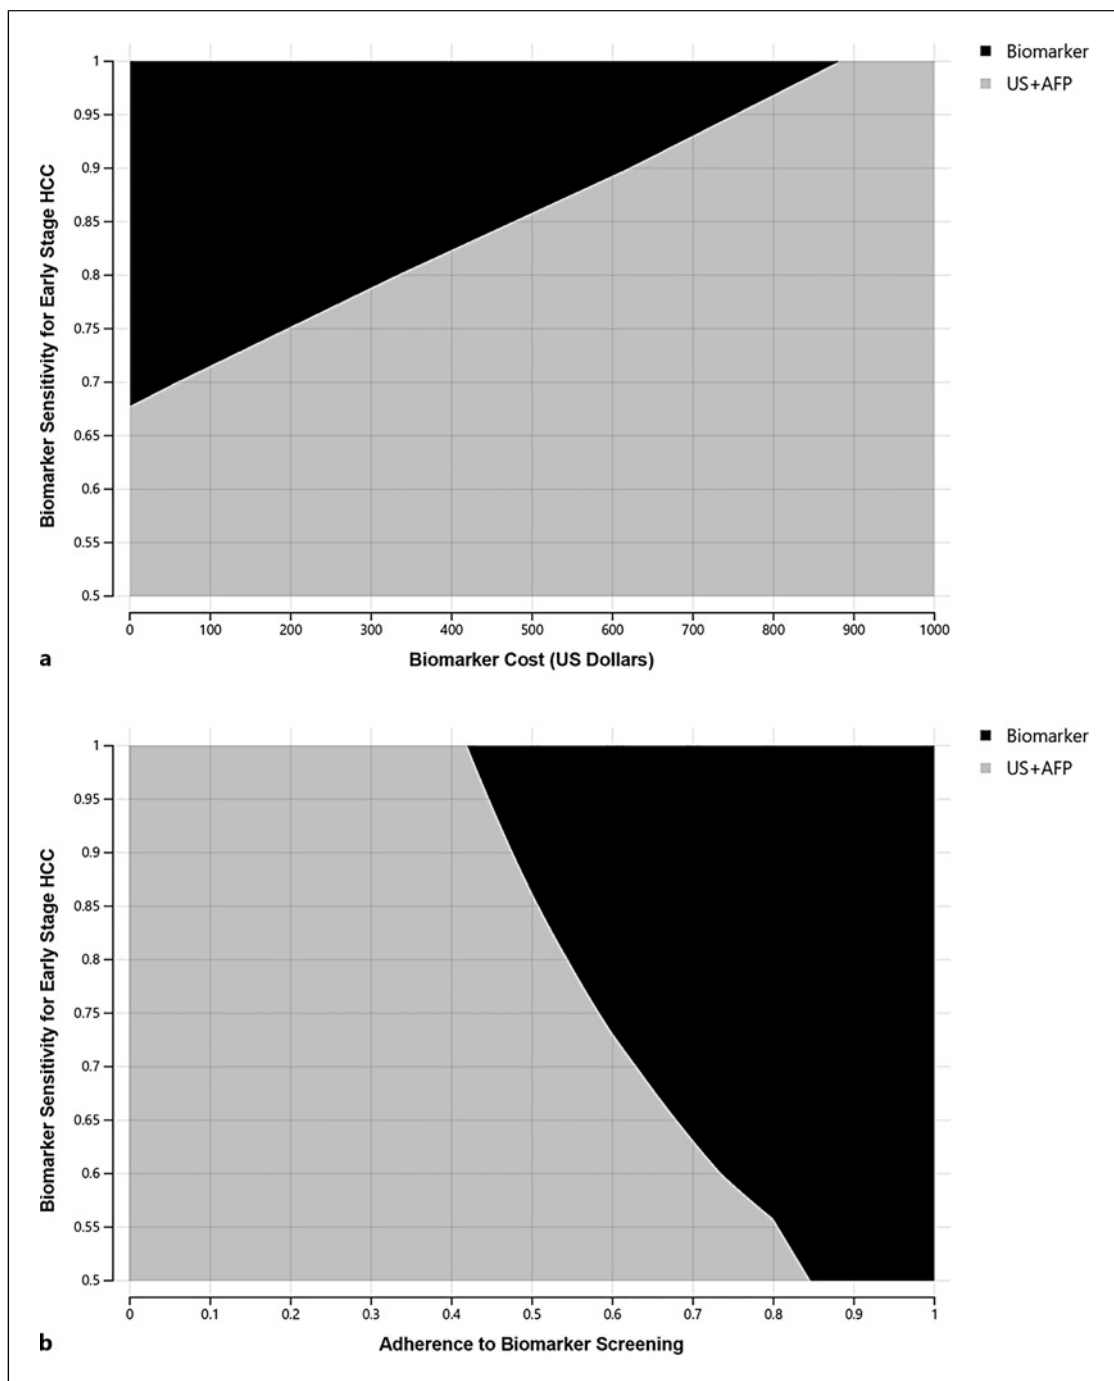 Biomarker
US+AFP
Biomarker Sensitivity for Early Stage HCC
1
0.95
0.9
0.85
0.8
0.75
0.7
0.65
0.6
0.55
0.5
0 100 200 300 400 500 600 700 800 900 1000
Biomarker Cost (US Dollars)
a
Biomarker
US+AFP
Biomarker Sensitivity for Early Stage HCC
1
0.95
0.9
0.85
0.8
0.75
0.7
0.65
0.6
0.55
0.5
0 0.1 0.2 0.3 0.4 0.5 0.6 0.7 0.8 0.9 1
Adherence to Biomarker Screening
b